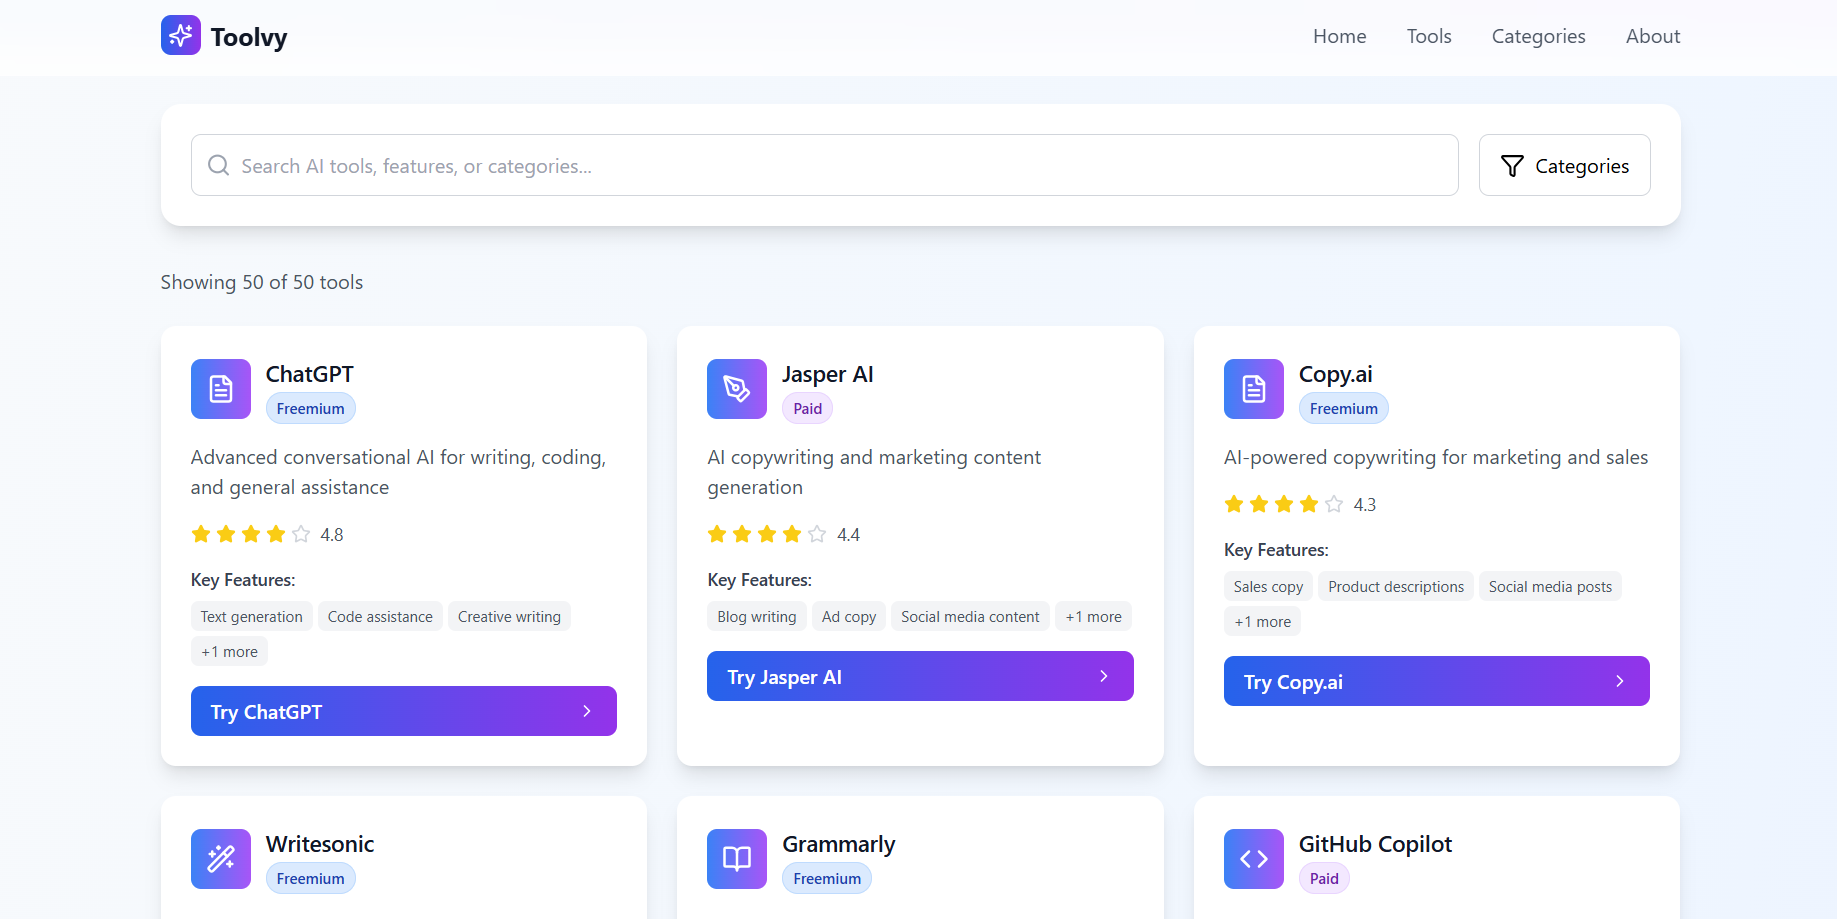 Toolvy
Home Tools Categories About
Search AI tools, features, or categories...
Categories
Showing 50 of 50 tools
ChatGPT
Freemium
Advanced conversational AI for writing, coding,
and general assistance
4.8
Key Features:
Text generation Code assistance Creative writing
+1 more
Try ChatGPT
Jasper AI
Paid
AI copywriting and marketing content
generation
4.4
Key Features:
Blog writing Ad copy Social media content +1 more
Try Jasper AI
Copy.ai
Freemium
AI-powered copywriting for marketing and sales
4.3
Key Features:
Sales copy Product descriptions Social media posts
+1 more
Try Copy.ai
Writesonic
Freemium
Grammarly
Freemium
GitHub Copilot
Paid